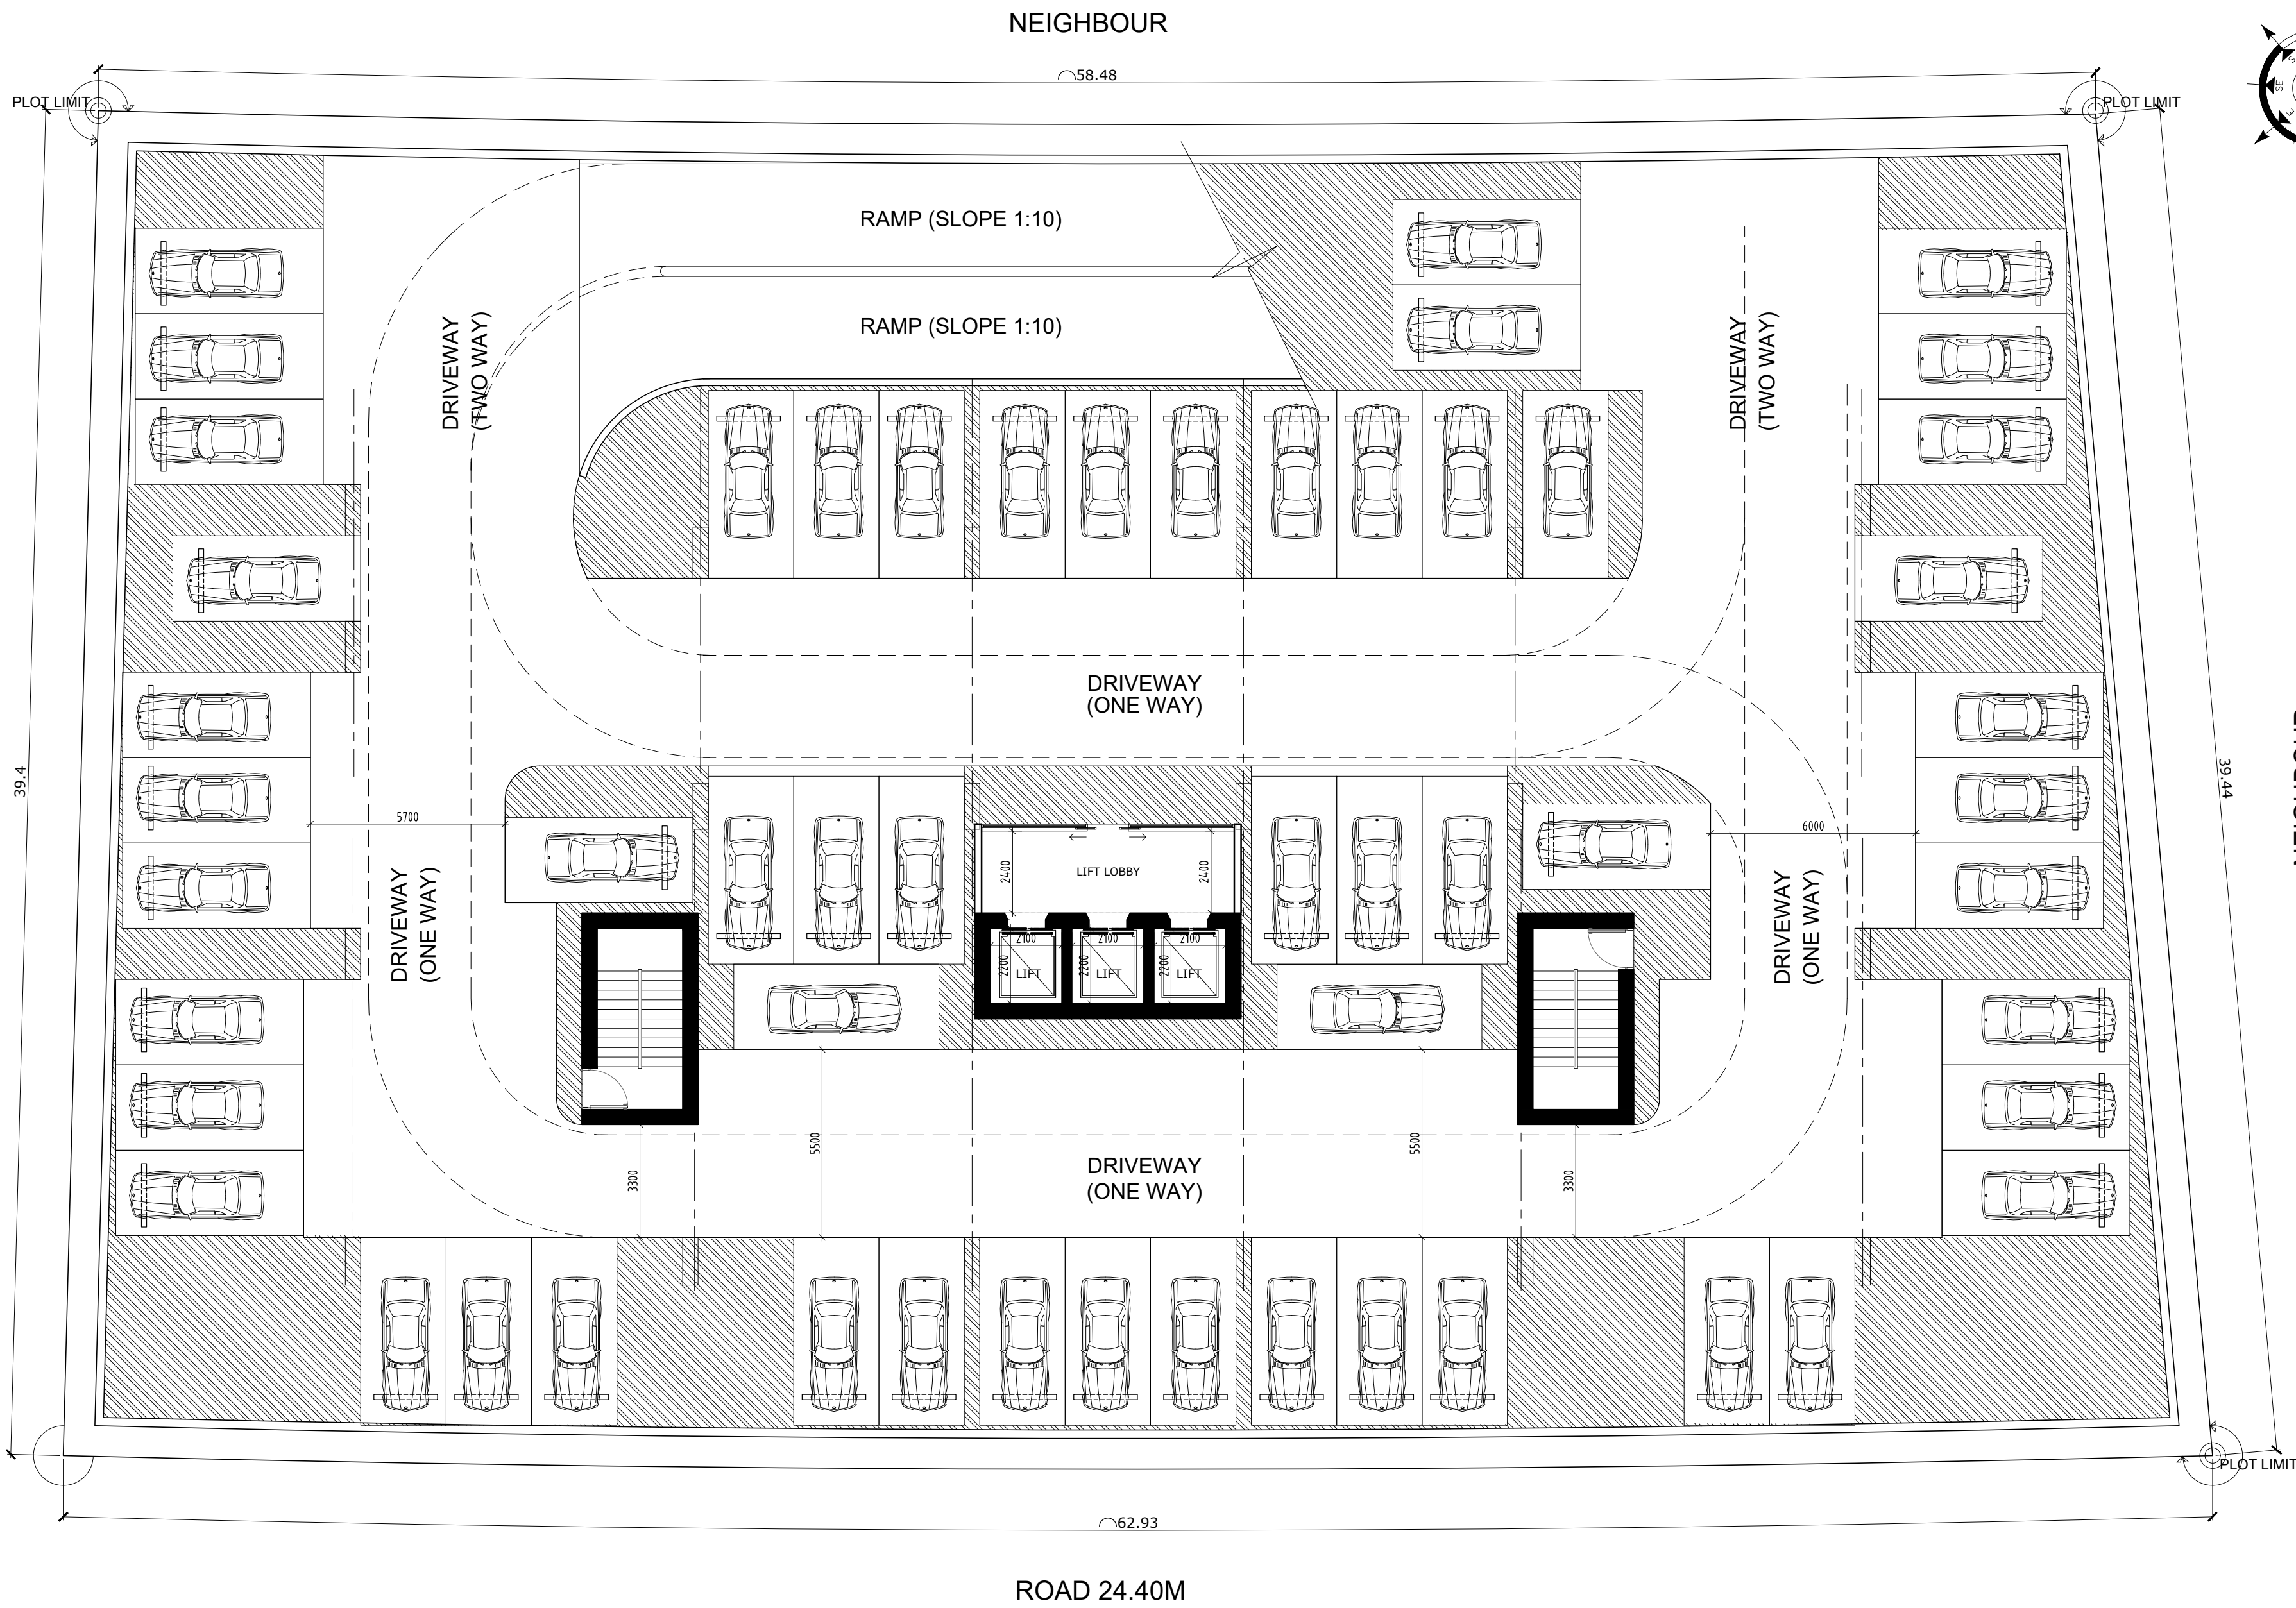 NEIGHBOUR
58.48
PLOT LIMIT
PLOT LIMIT
SE
RAMP (SLOPE 1:10)
RAMP (SLOPE 1:10)
DRIVEWAY
(TWO WAY)
DRIVEWAY
(TWO WAY)
DRIVEWAY
(ONE WAY)
39.4
39.44
5700
6000
2400
LIFT LOBBY
2400
DRIVEWAY
(ONE WAY)
DRIVEWAY
(ONE WAY)
2100
2100
2100
2200
LIFT
2200
LIFT
2200
LIFT
3300
5500
DRIVEWAY
(ONE WAY)
5500
3300
PLOT LIMIT
62.93
ROAD 24.40M